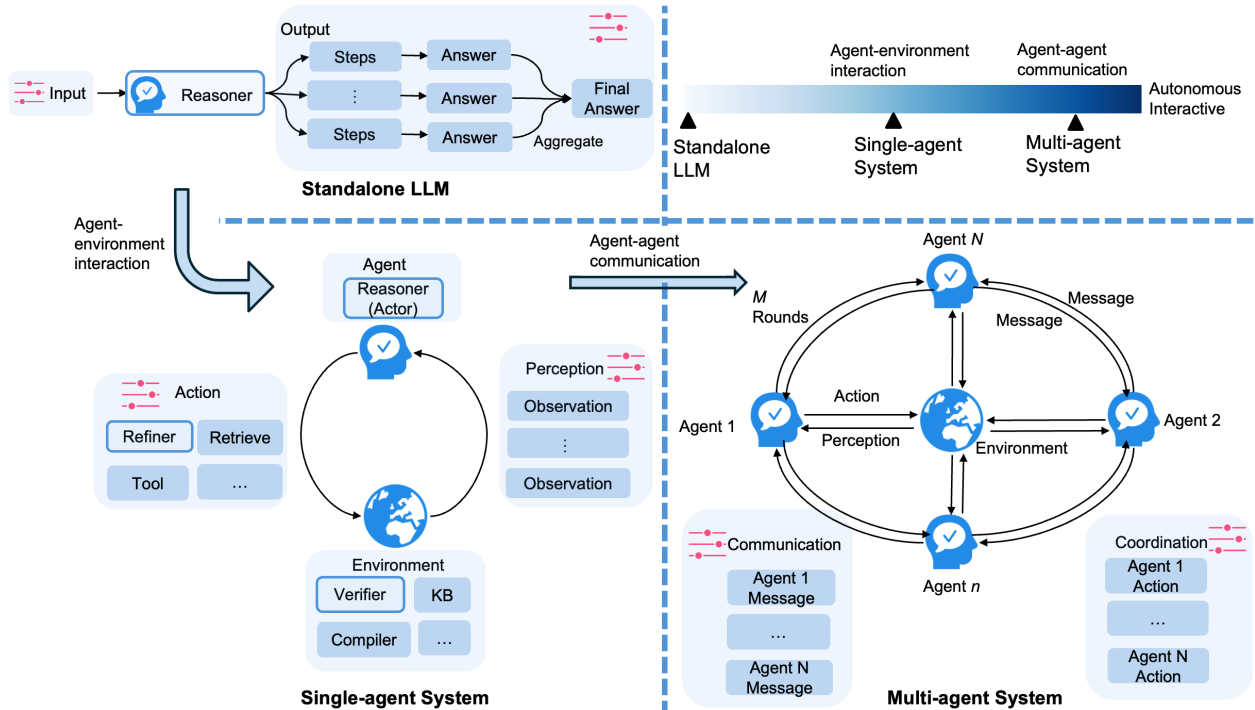 Input
Reasoner
Output
Steps
Answer
⋮
Answer
Steps
Answer
Final
Answer
Aggregate
Standalone LLM
Agent-environment
interaction
Agent-agent
communication
Autonomous
Interactive
Standalone
LLM
Single-agent
System
Multi-agent
System
Agent-
environment
interaction
Agent
Reasoner
(Actor)
Action
Refiner
Retrieve
Tool
...
Perception
Observation
⋮
Observation
Environment
Verifier
KB
Compiler
...
Single-agent System
Agent-agent
communication
Agent N
M
Rounds
Message
Message
Agent 1
Action
Perception
Environment
Agent 2
Agent n
Communication
Agent 1
Message
...
Agent N
Message
Coordination
Agent 1
Action
...
Agent N
Action
Multi-agent System